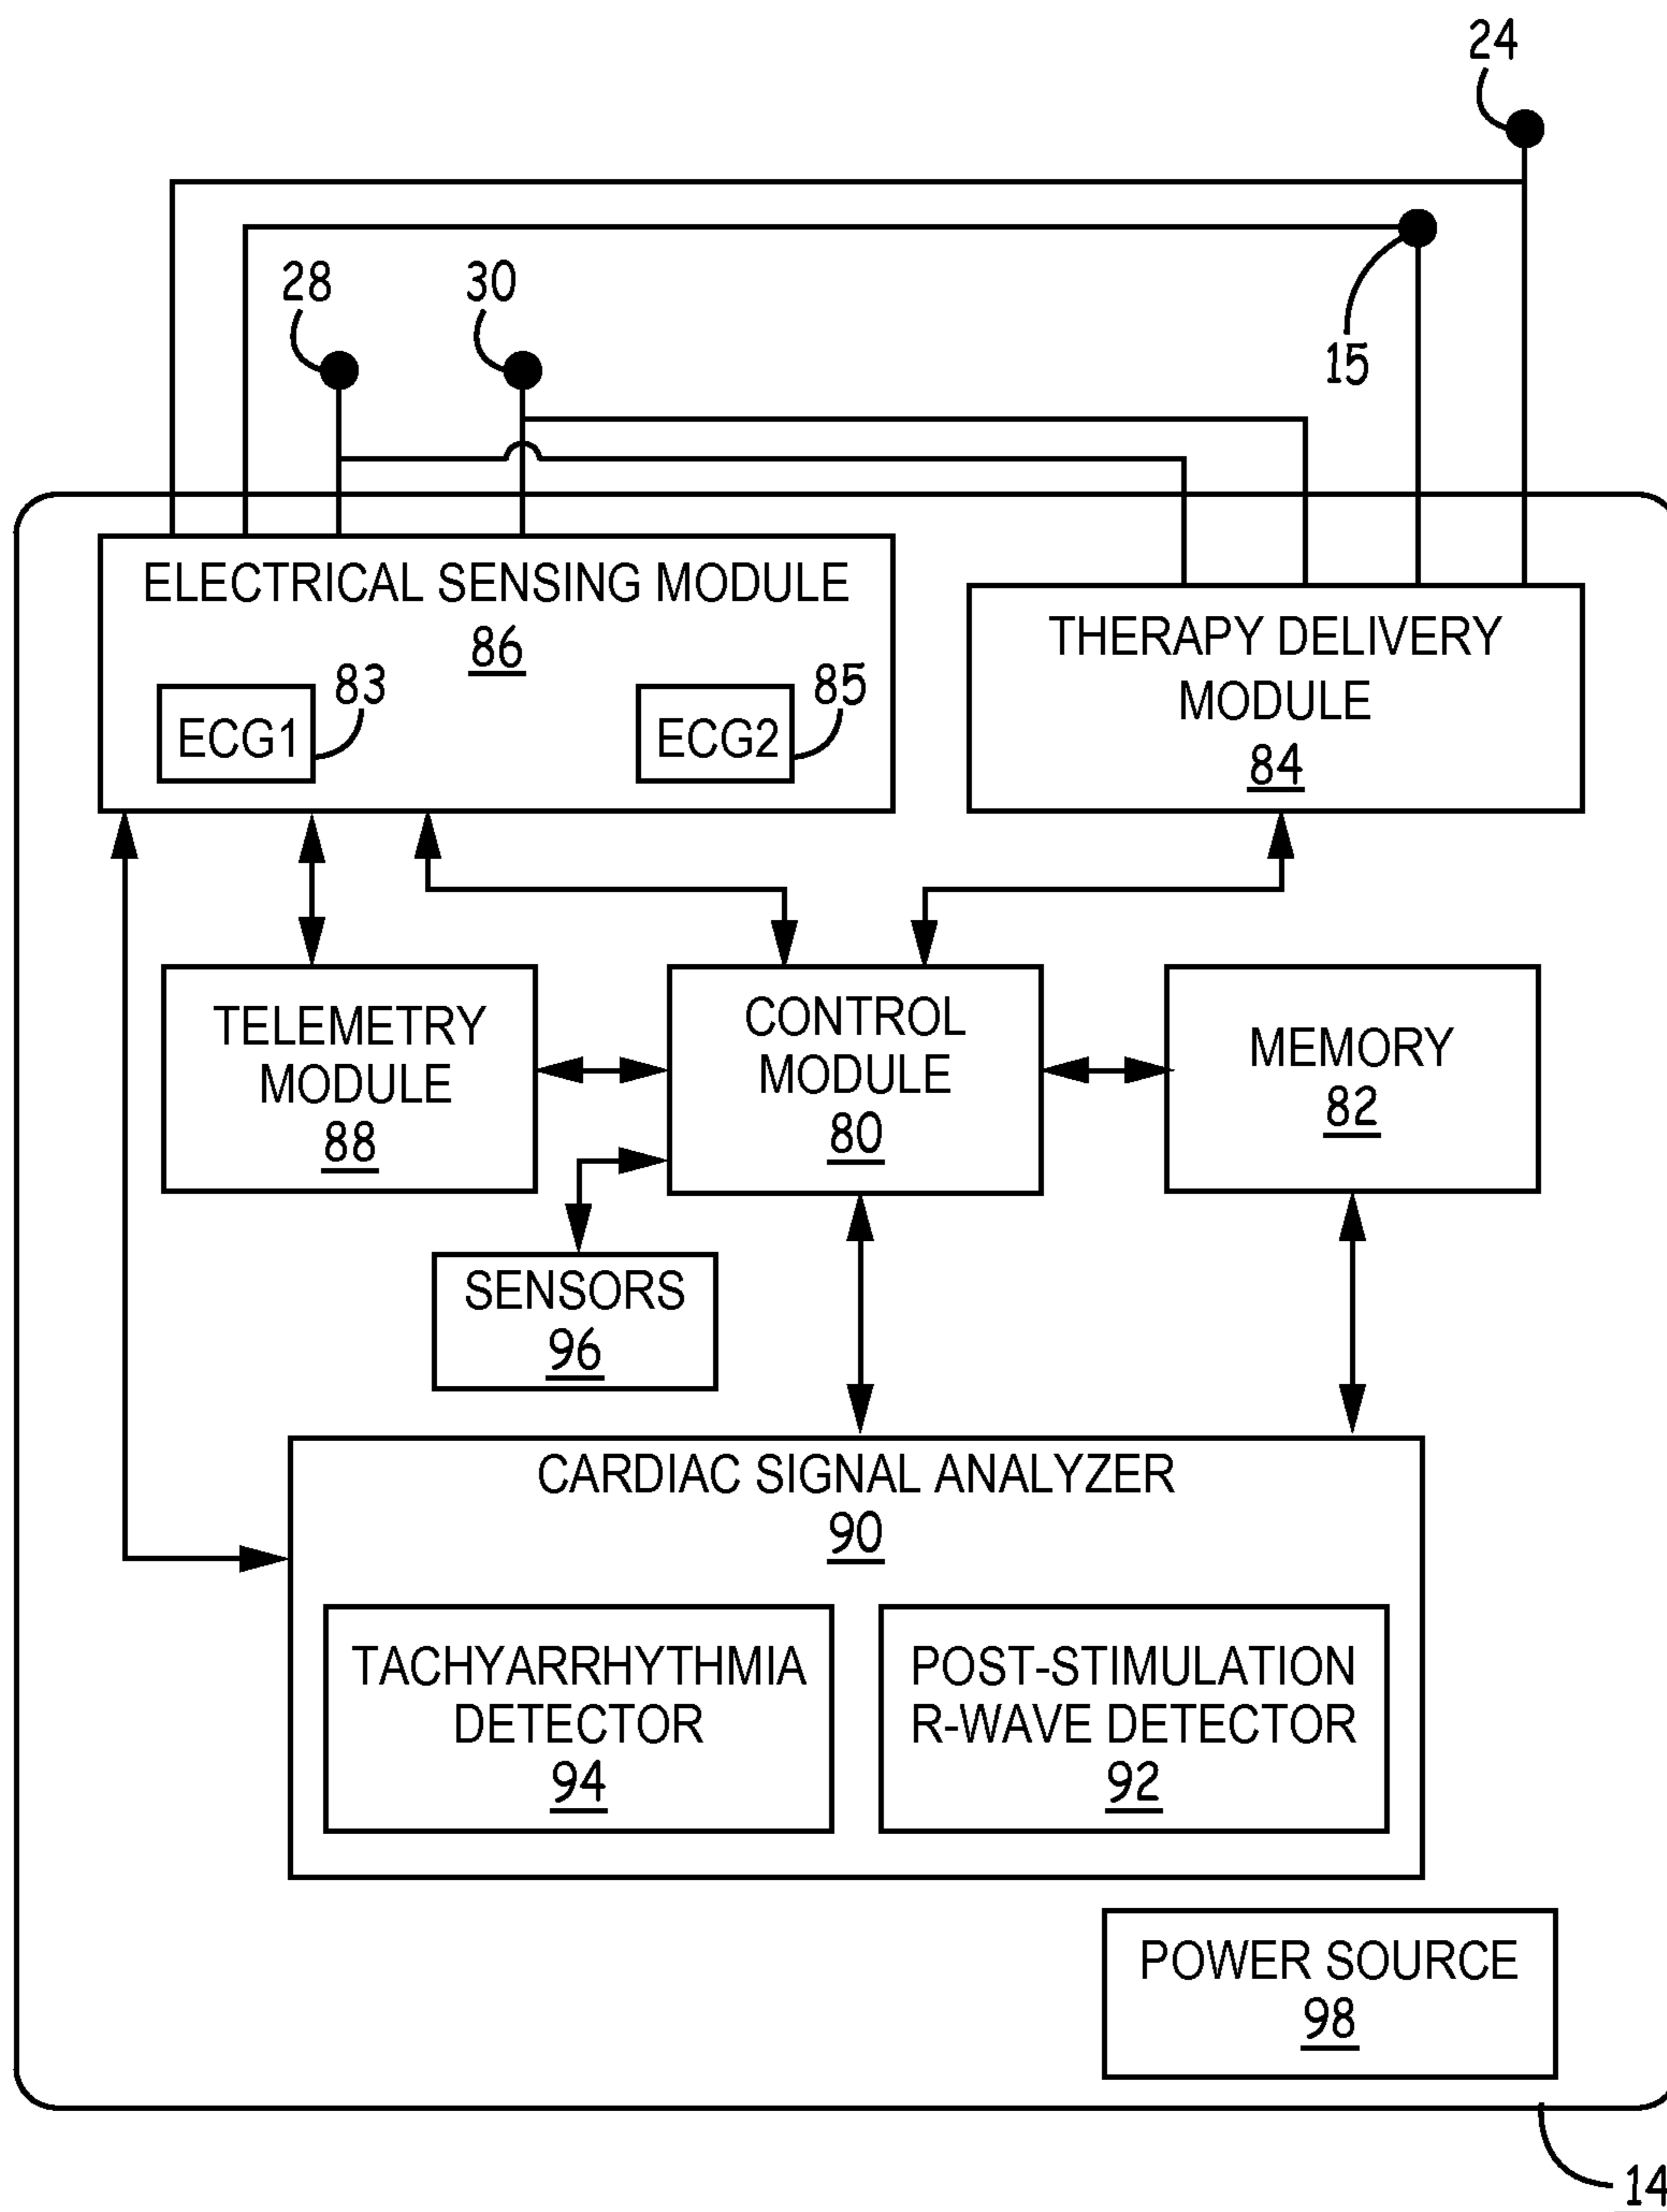 24
28
30
15
ELECTRICAL SENSING MODULE
86
83
85
ECG1
ECG2
THERAPY DELIVERY
MODULE
84
TELEMETRY
MODULE
88
CONTROL
MODULE
80
MEMORY
82
SENSORS
96
CARDIAC SIGNAL ANALYZER
90
TACHYARRHYTHMIA
DETECTOR
94
POST-STIMULATION
R-WAVE DETECTOR
92
POWER SOURCE
98
14